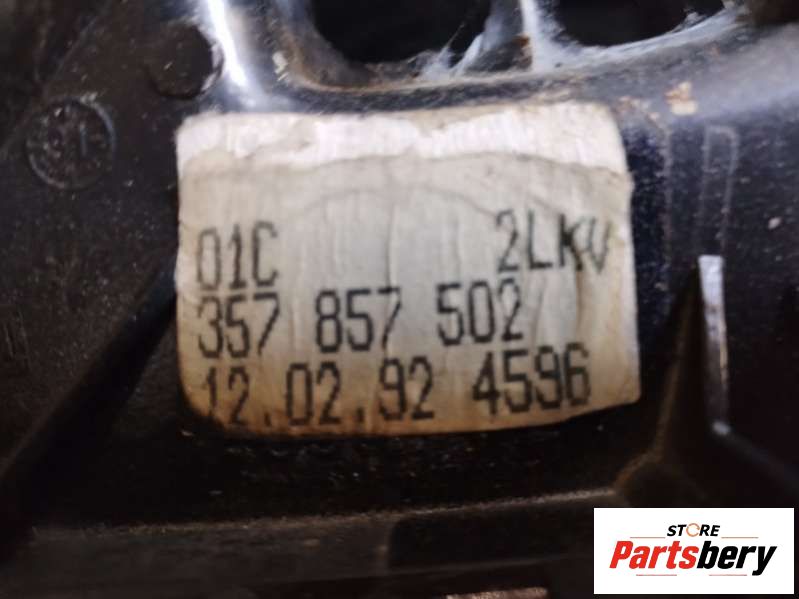 01C 2LKV
357 857 502
12.02.92 4596
STORE
Partsbery